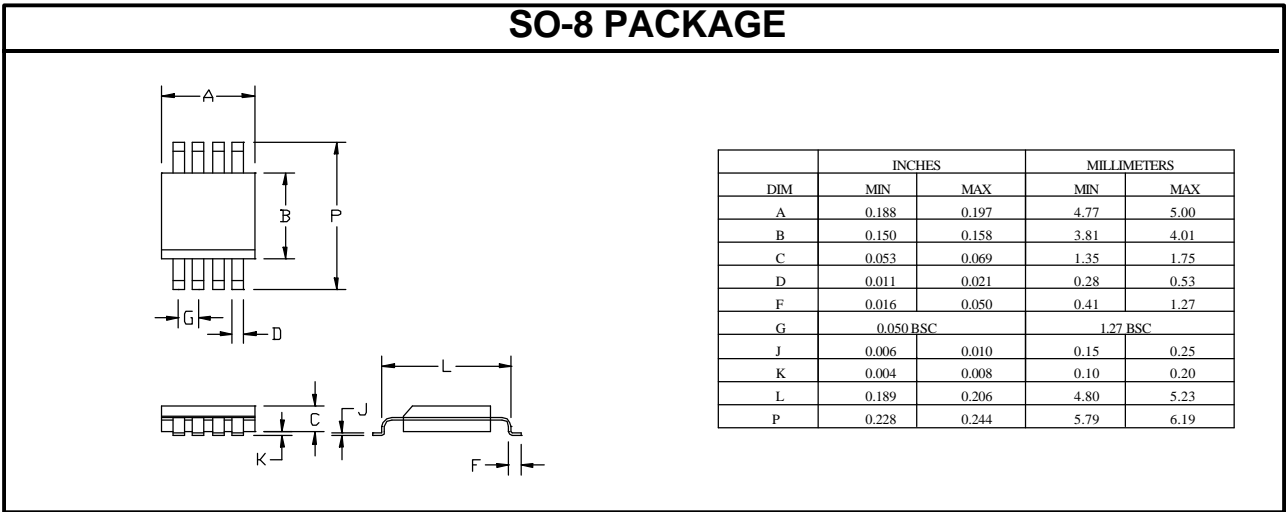 SO-8 PACKAGE
A
B
P
G
D
L
J
C
K
F
INCHES MILLIMETERS
DIM MIN MAX MIN MAX
A 0.188 0.197 4.77 5.00
B 0.150 0.158 3.81 4.01
C 0.053 0.069 1.35 1.75
D 0.011 0.021 0.28 0.53
F 0.016 0.050 0.41 1.27
G 0.050 BSC 1.27 BSC
J 0.006 0.010 0.15 0.25
K 0.004 0.008 0.10 0.20
L 0.189 0.206 4.80 5.23
P 0.228 0.244 5.79 6.19